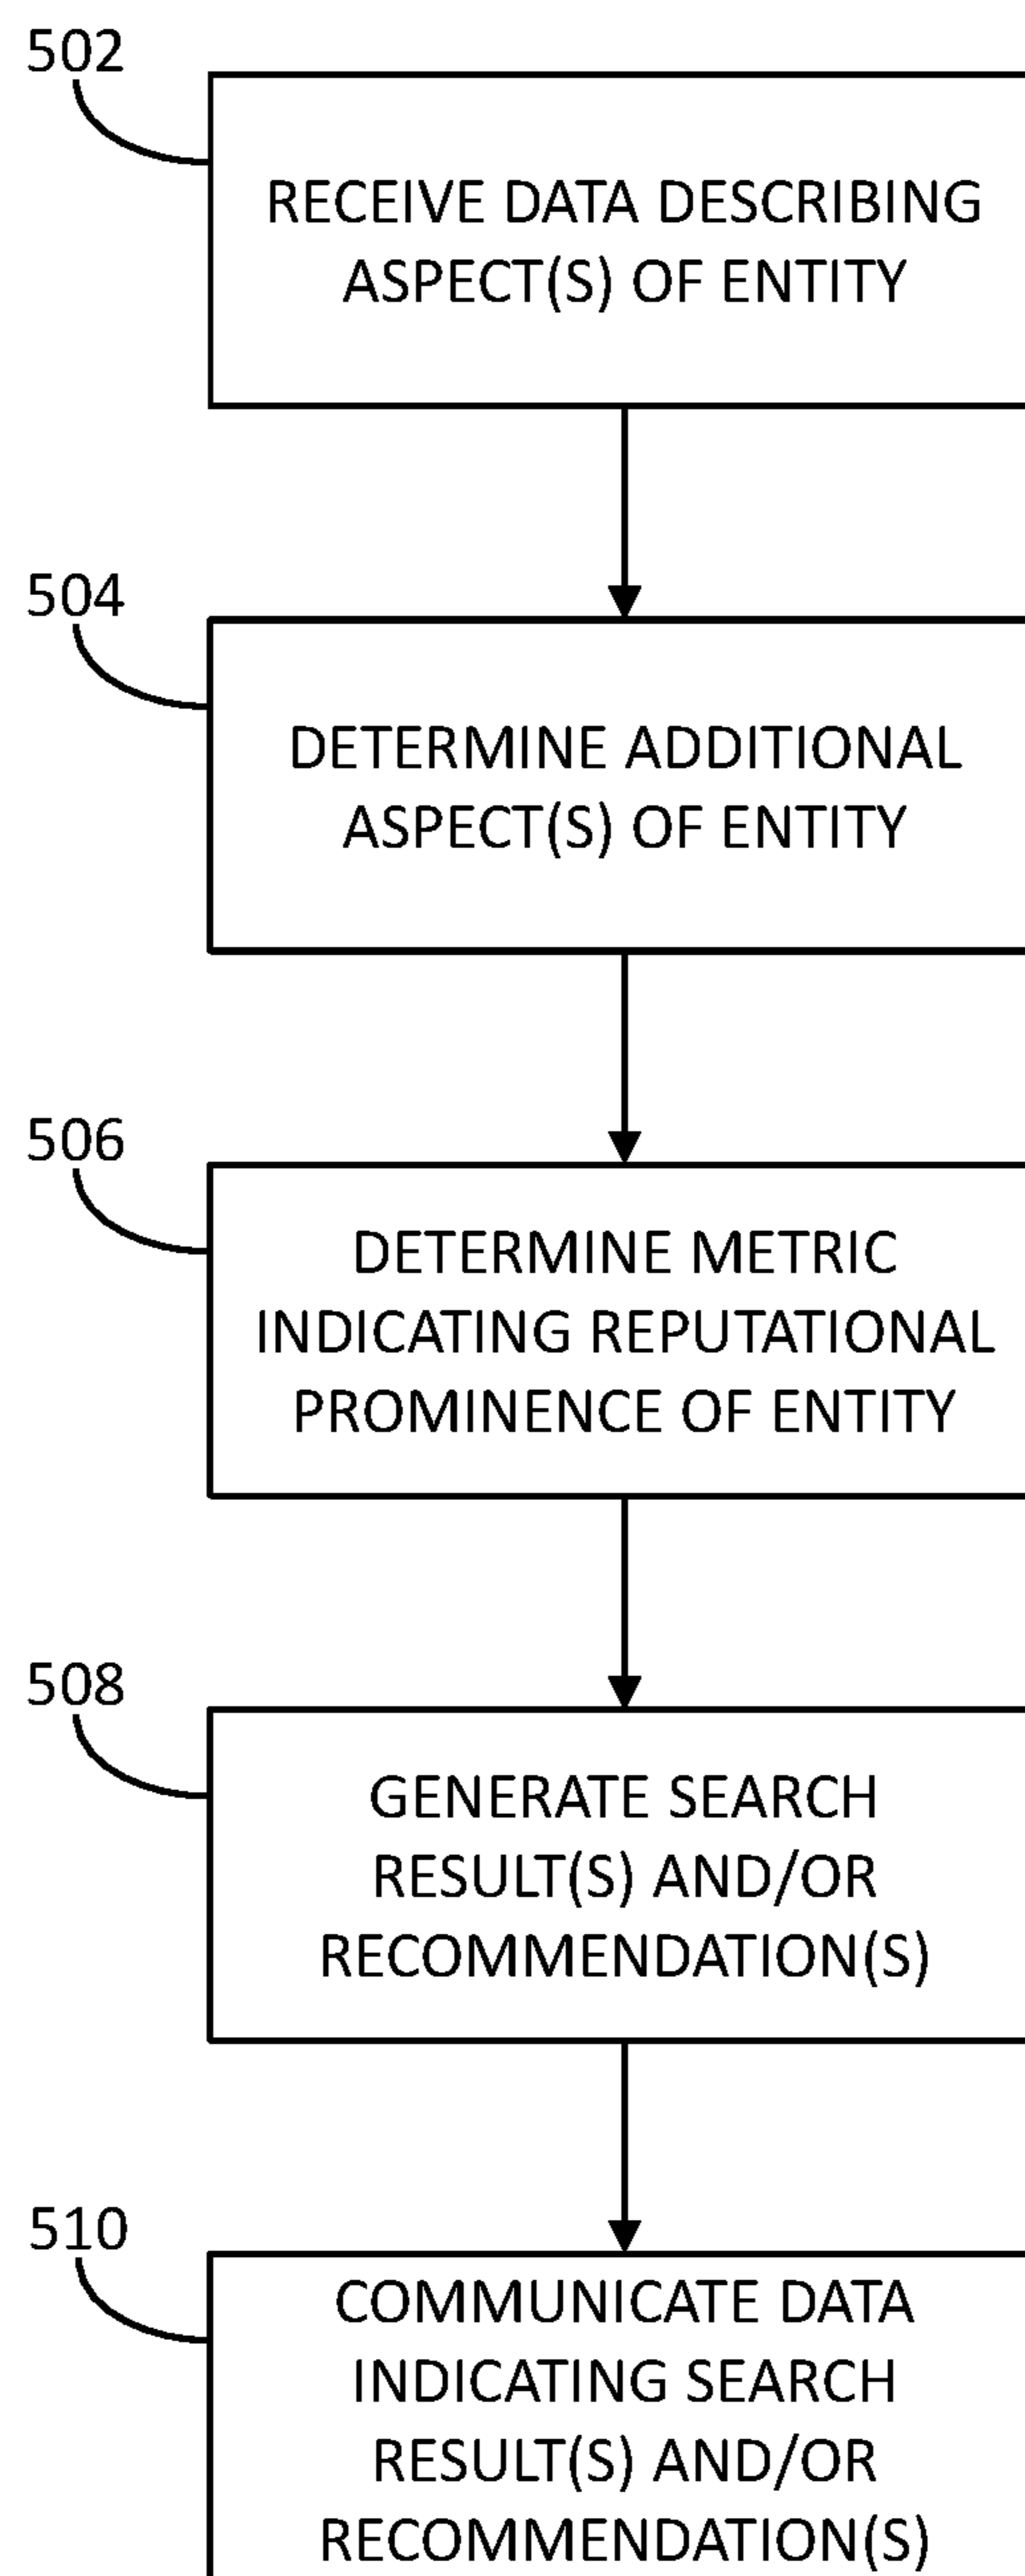 502
RECEIVE DATA DESCRIBING
ASPECT(S) OF ENTITY
504
DETERMINE ADDITIONAL
ASPECT(S) OF ENTITY
506
DETERMINE METRIC
INDICATING REPUTATIONAL
PROMINENCE OF ENTITY
508
GENERATE SEARCH
RESULT(S) AND/OR
RECOMMENDATION(S)
510
COMMUNICATE DATA
INDICATING SEARCH
RESULT(S) AND/OR
RECOMMENDATION(S)